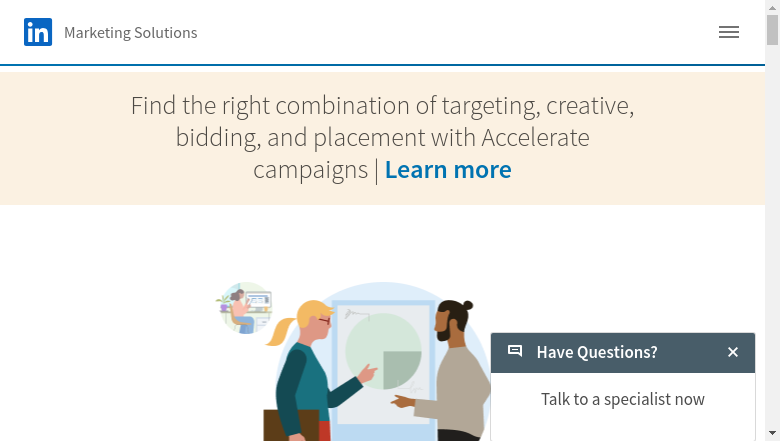 in Marketing Solutions
Find the right combination of targeting, creative,
bidding, and placement with Accelerate
campaigns | Learn more
Have Questions?
Talk to a specialist now